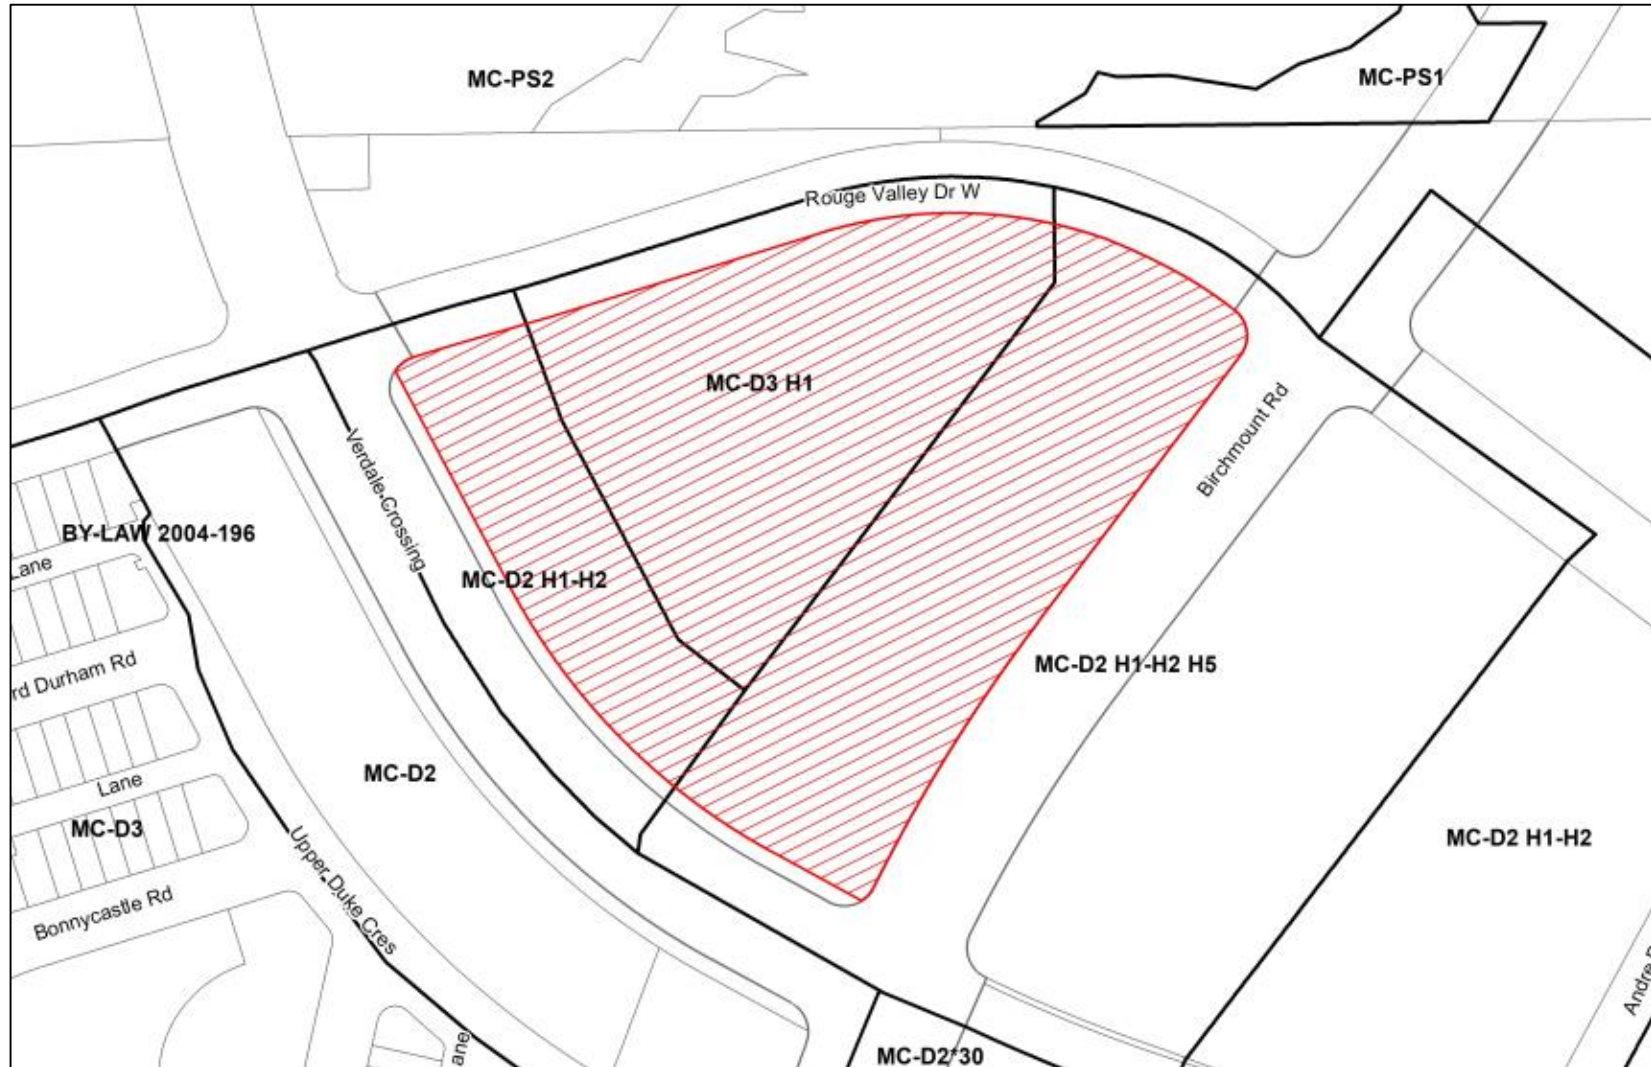 MC-PS2
MC-PS1
Rouge Valley Dr W
MC-D3 H1
Birchmount Rd
Verdale Crossing
BY-LAW 2004-196
Lane
MC-D2 H1-H2
rd Durham Rd
MC-D2 H1-H2 H5
MC-D2
Lane
MC-D3
MC-D2 H1-H2
Upper Duke Cres
Bonnycastle Rd
Andre
ane
MC-D2*30